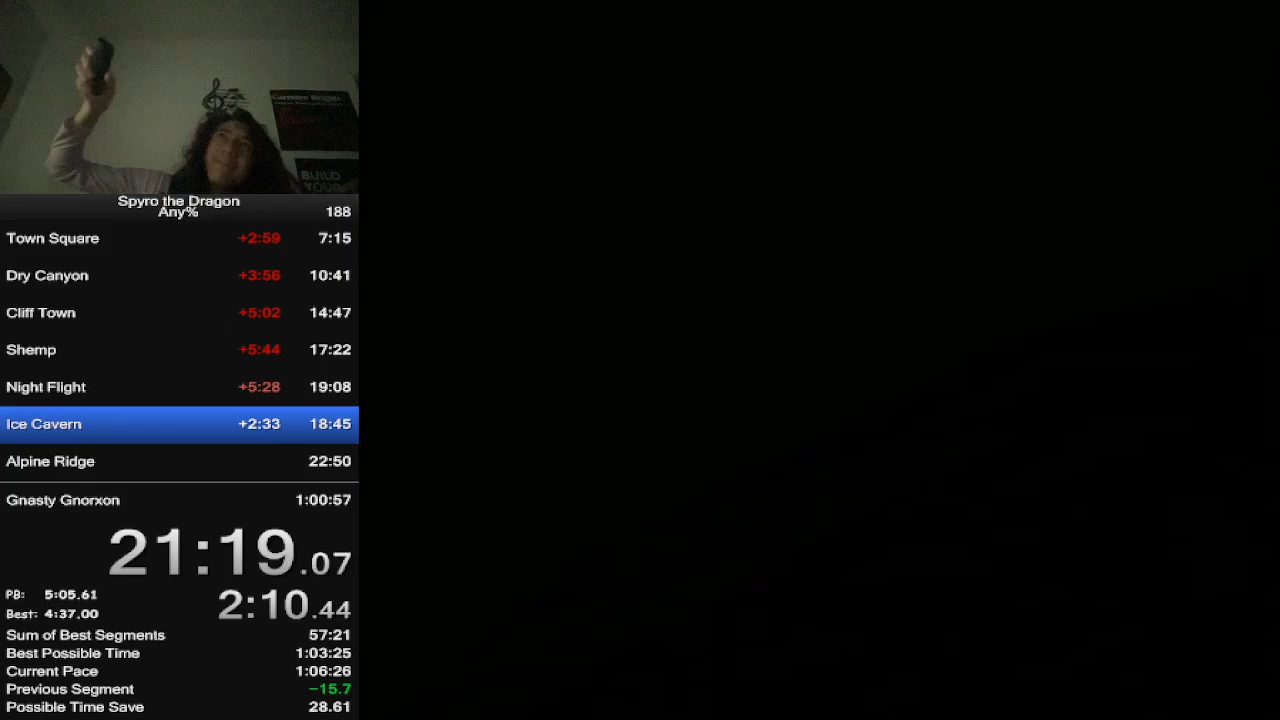 Carmine Brights
BUILD
YOUR
Spyro the Dragon
Any% 188
Town Square +2:59 7:15
Dry Canyon +3:56 10:41
Cliff Town +5:02 14:47
Shemp +5:44 17:22
Night Flight +5:28 19:08
Ice Cavern +2:33 18:45
Alpine Ridge 22:50
Gnasty Gnorxon 1:00:57
21:19.07
PB: 5:05.61
Best: 4:37.00
2:10.44
Sum of Best Segments 57:21
Best Possible Time 1:03:25
Current Pace 1:06:26
Previous Segment −15.7
Possible Time Save 28.61